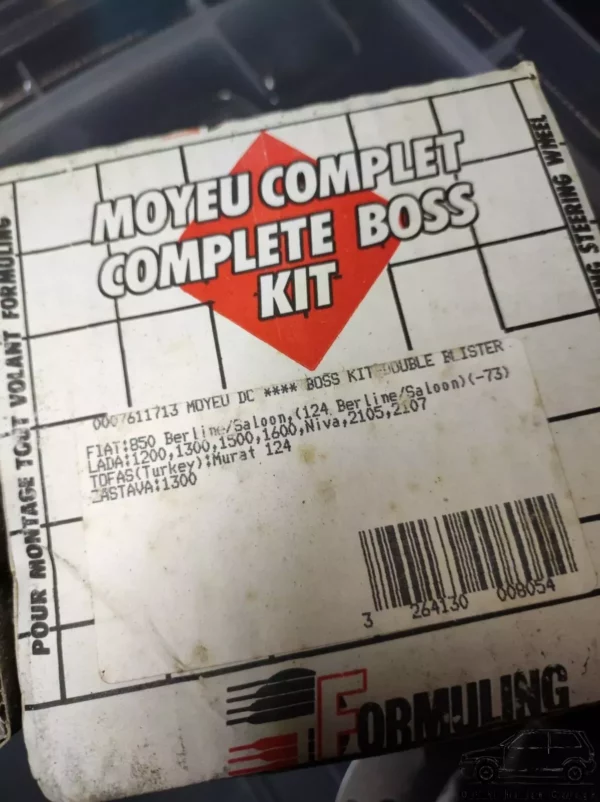 MOYEU COMPLET
COMPLETE BOSS
KIT
POUR MONTAGE TOUT VOLANT FORMULING
STEERING WHEEL
0007611713 MOYEU DC **** BOSS KIT DOUBLE BLISTER
FIAT:850 Berline/Saloon,(124 Berline/Saloon)(-73)
LADA:1200,1300,1500,1600,Niva,2105,2107
TOFAS(Turkey):Murat 124
ZASTAVA:1300
3 264130 008054
FORMULING